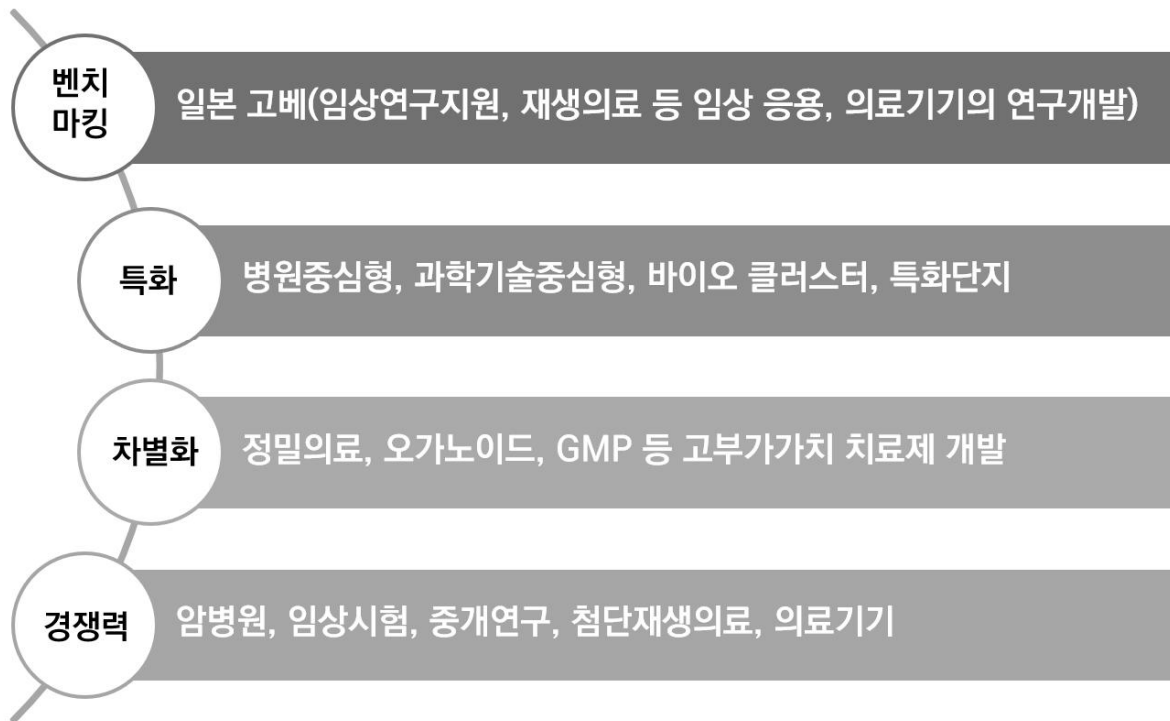 벤치
마킹
일본 고베(임상연구지원, 재생의료 등 임상 응용, 의료기기의 연구개발)
특화
병원중심형, 과학기술중심형, 바이오 클러스터, 특화단지
차별화
정밀의료, 오가노이드, GMP 등 고부가가치 치료제 개발
경쟁력
암병원, 임상시험, 중개연구, 첨단재생의료, 의료기기